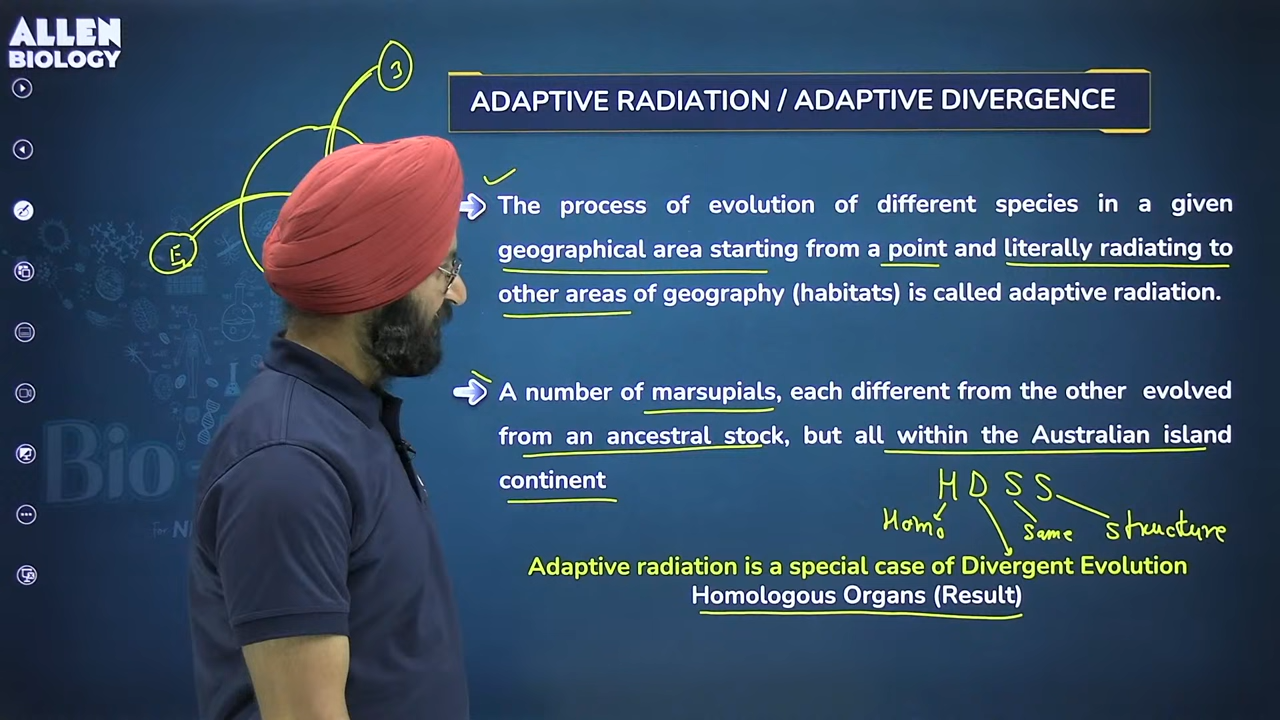 ALLEN
BIOLOGY
3
E
ADAPTIVE RADIATION / ADAPTIVE DIVERGENCE
The process of evolution of different species in a given
geographical area starting from a point and literally radiating to
other areas of geography (habitats) is called adaptive radiation.
A number of marsupials, each different from the other evolved
from an ancestral stock, but all within the Australian island
continent
H D S S
Homo same structure
Adaptive radiation is a special case of Divergent Evolution
Homologous Organs (Result)
Bio
For